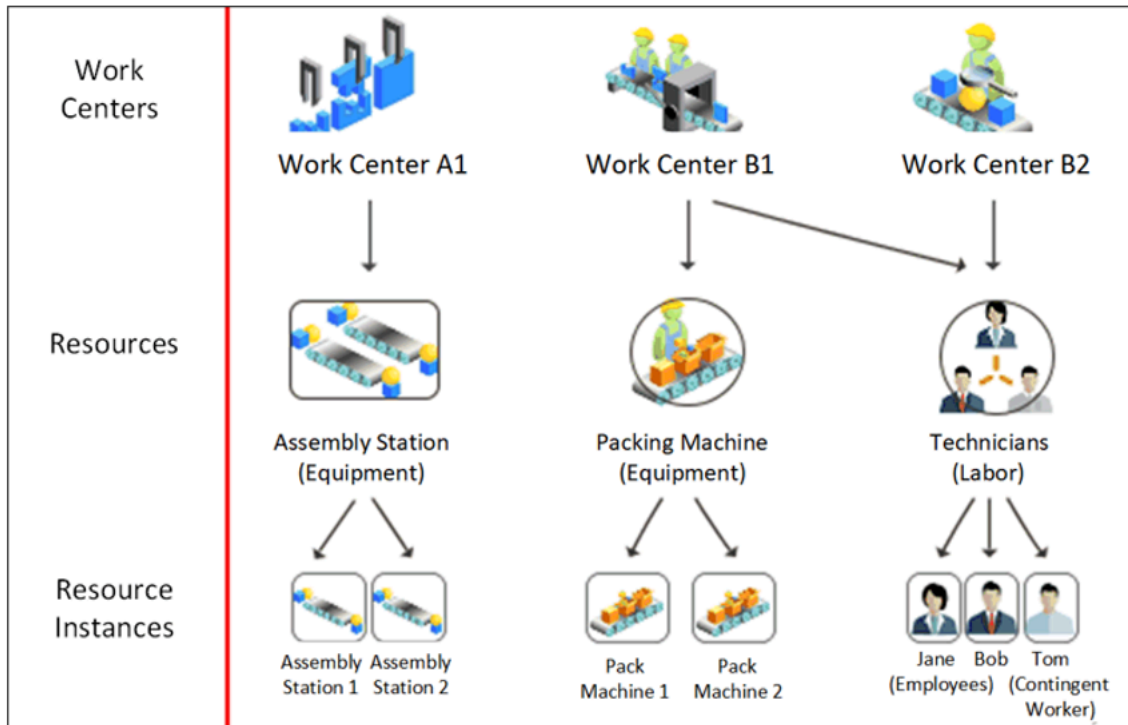 Work
Centers
Work Center A1
Work Center B1
Work Center B2
Resources
Assembly Station
(Equipment)
Packing Machine
(Equipment)
Technicians
(Labor)
Resource
Instances
Assembly
Station 1
Assembly
Station 2
Pack
Machine 1
Pack
Machine 2
Jane
(Employees)
Bob
Tom
(Contingent
Worker)